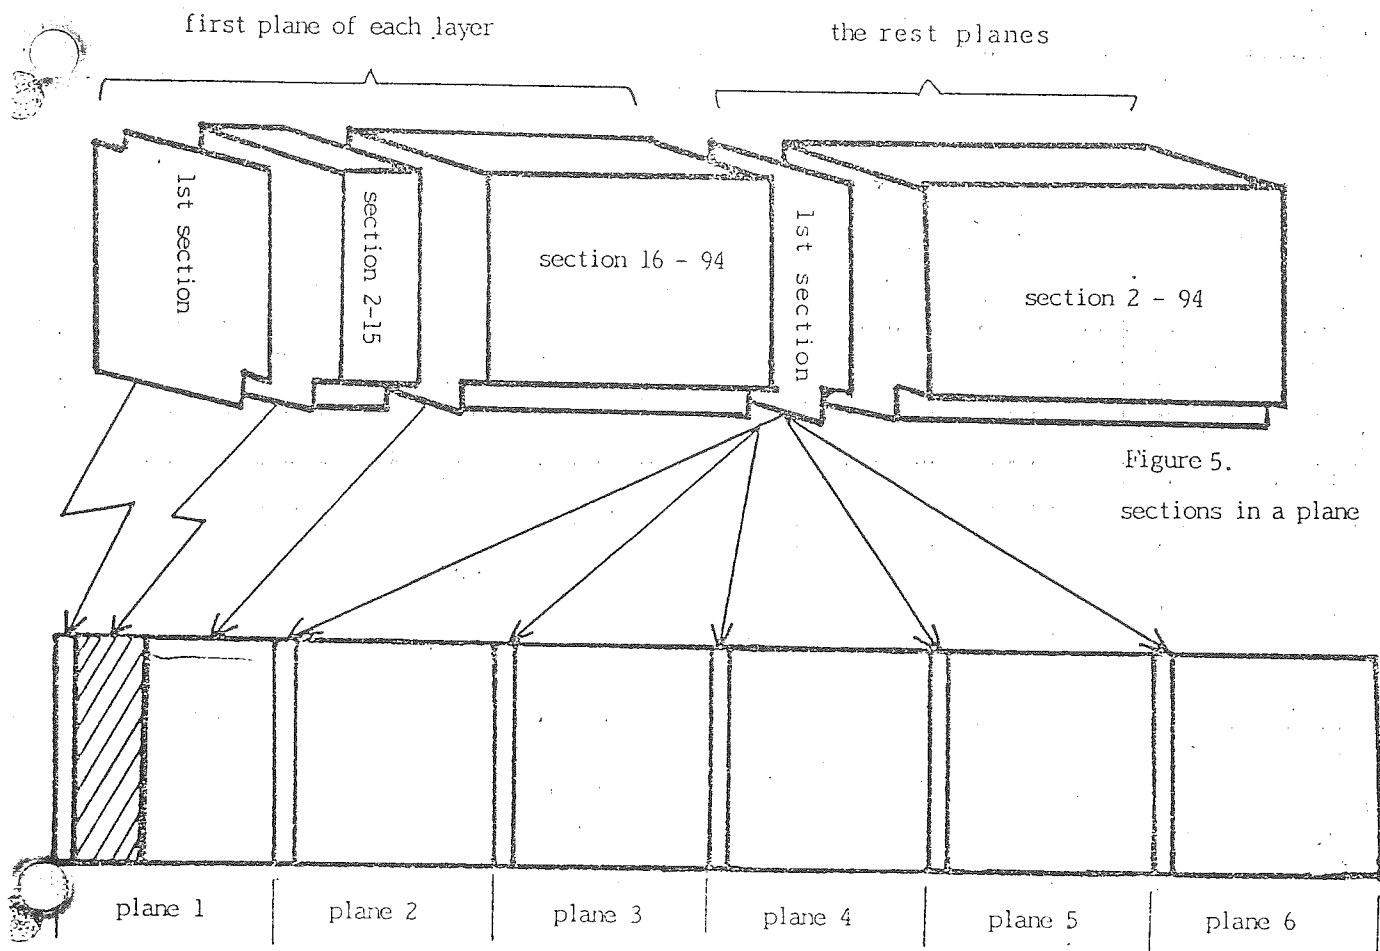 first plane of each layer
the rest planes
1st section
section 2-15
section 16 - 94
1st section
section 2 - 94
Figure 5.
sections in a plane
plane 1
plane 2
plane 3
plane 4
plane 5
plane 6